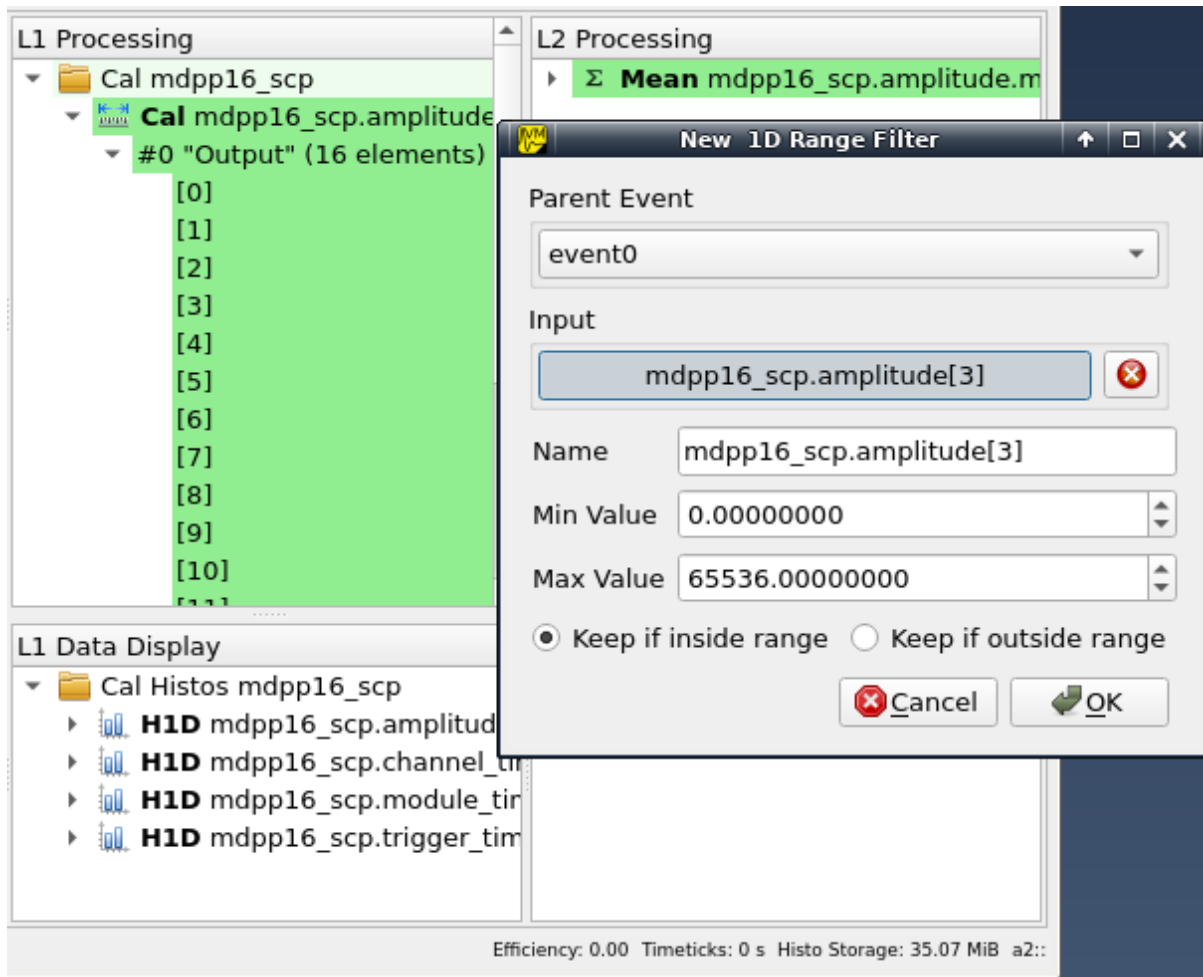 L1 Processing
Cal mdpp16_scp
Cal mdpp16_scp.amplitude
#0 "Output" (16 elements)
[0]
[1]
[2]
[3]
[4]
[5]
[6]
[7]
[8]
[9]
[10]
[11]
L2 Processing
Σ Mean mdpp16_scp.amplitude.m
New 1D Range Filter
Parent Event
event0
Input
mdpp16_scp.amplitude[3]
Name mdpp16_scp.amplitude[3]
Min Value 0.00000000
Max Value 65536.00000000
Keep if inside range Keep if outside range
Cancel OK
L1 Data Display
Cal Histos mdpp16_scp
H1D mdpp16_scp.amplitud
H1D mdpp16_scp.channel_tir
H1D mdpp16_scp.module_tir
H1D mdpp16_scp.trigger_tim
Efficiency: 0.00 Timeticks: 0 s Histo Storage: 35.07 MiB a2::